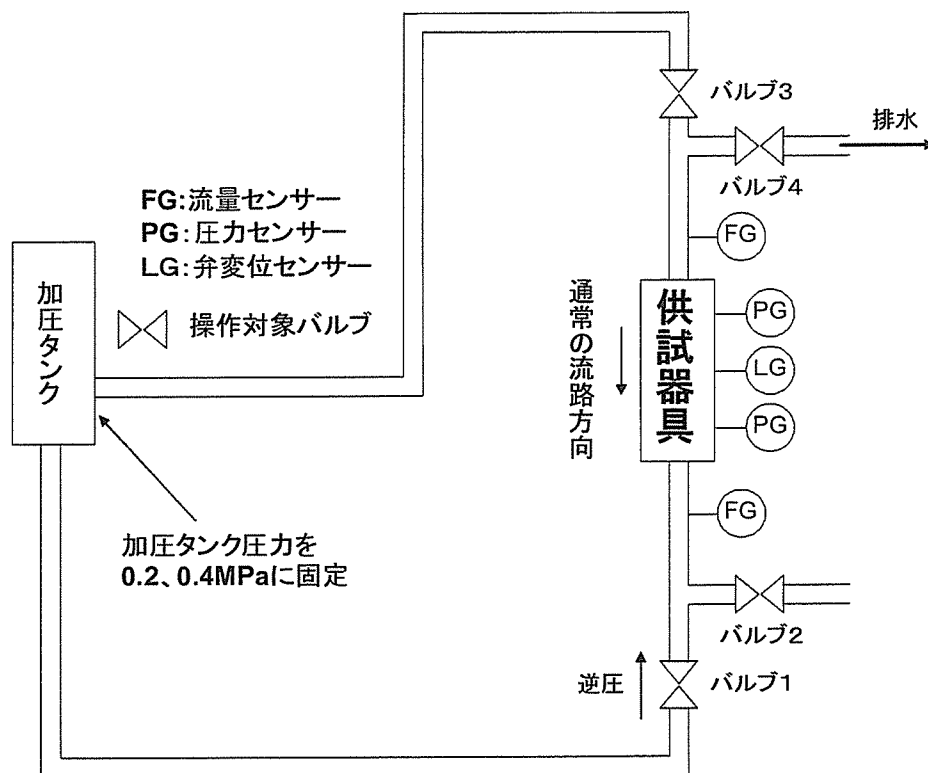 バルブ3
排水
バルブ4
FG:流量センサー
PG:圧力センサー
LG:弁変位センサー
操作対象バルブ
加圧タンク
FG
通常の流路方向
供試器具
PG
LG
PG
FG
加圧タンク圧力を
0.2、0.4MPaに固定
バルブ2
逆圧
バルブ1